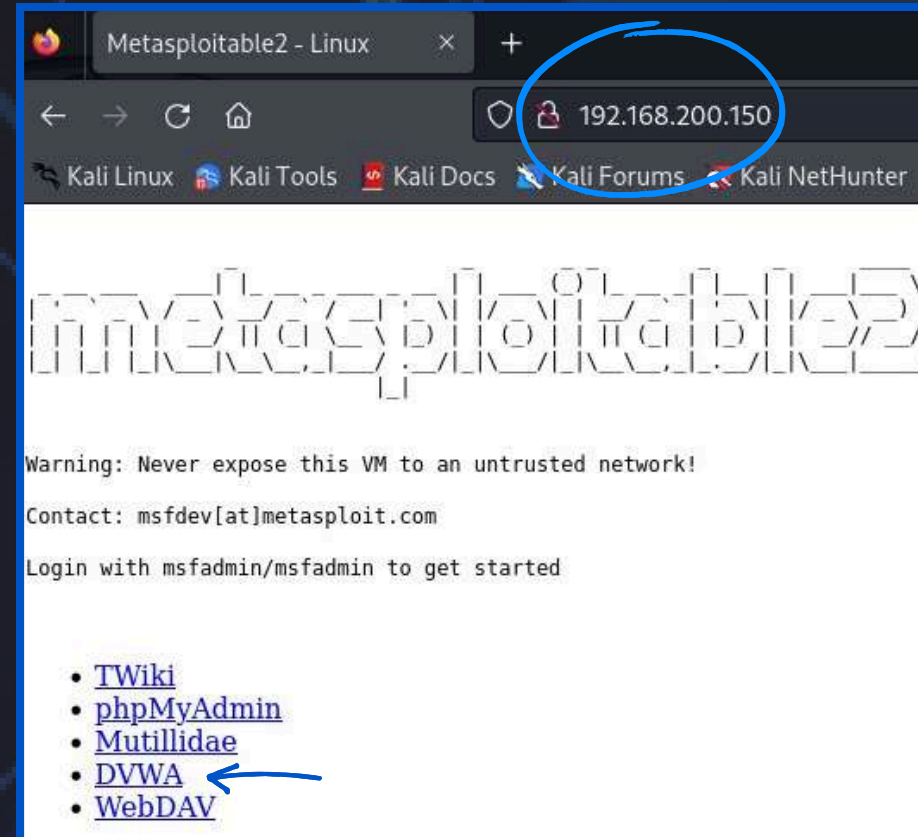 Metasploitable2 - Linux
192.168.200.150
Kali Linux Kali Tools Kali Docs Kali Forums Kali NetHunter
metasploitable2
Warning: Never expose this VM to an untrusted network!
Contact: msfdev[at]metasploit.com
Login with msfadmin/msfadmin to get started
TWiki
phpMyAdmin
Mutillidae
DVWA
WebDAV